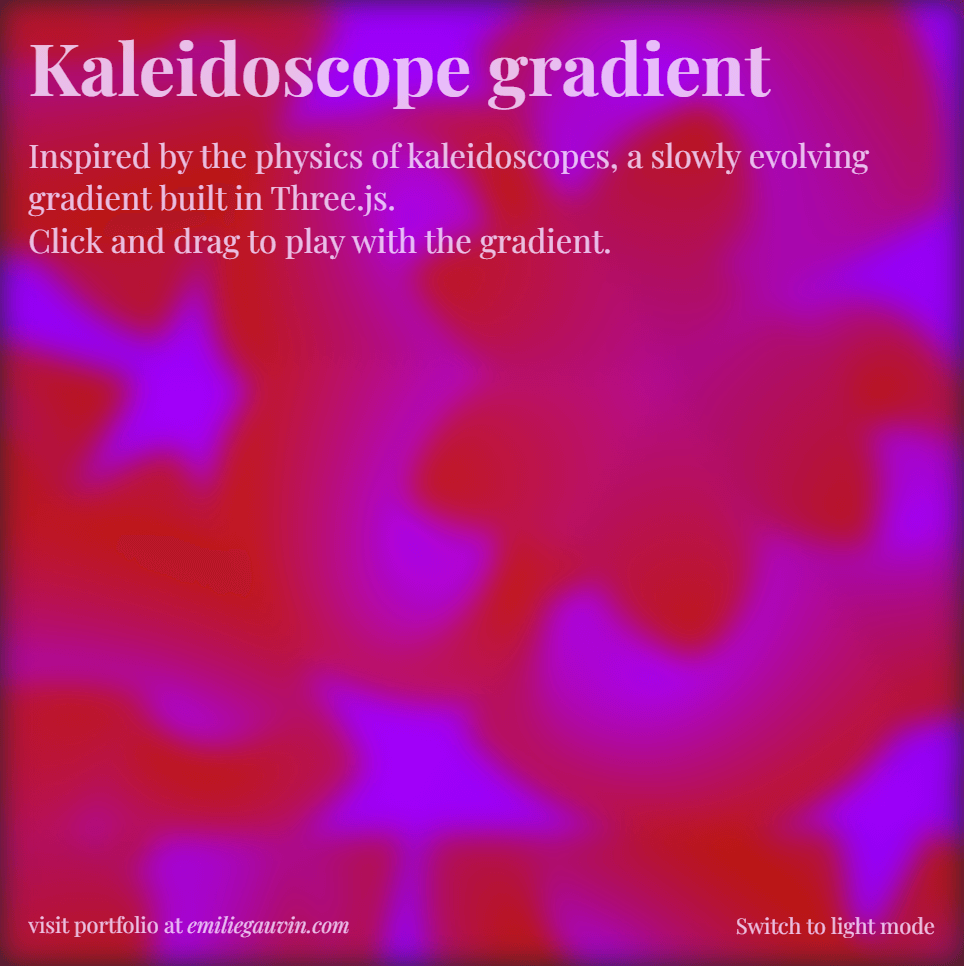 Kaleidoscope gradient
Inspired by the physics of kaleidoscopes, a slowly evolving
gradient built in Three.js.
Click and drag to play with the gradient.
visit portfolio at emiliegauvin.com
Switch to light mode